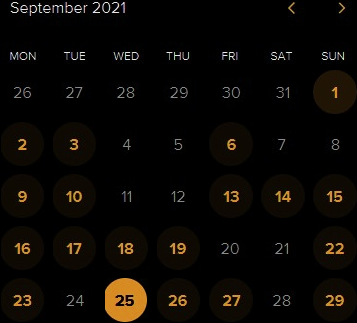 September 2021
MON TUE WED THU FRI SAT SUN
26 27 28 29 30 31 1
2 3 4 5 6 7 8
9 10 11 12 13 14 15
16 17 18 19 20 21 22
23 24 25 26 27 28 29